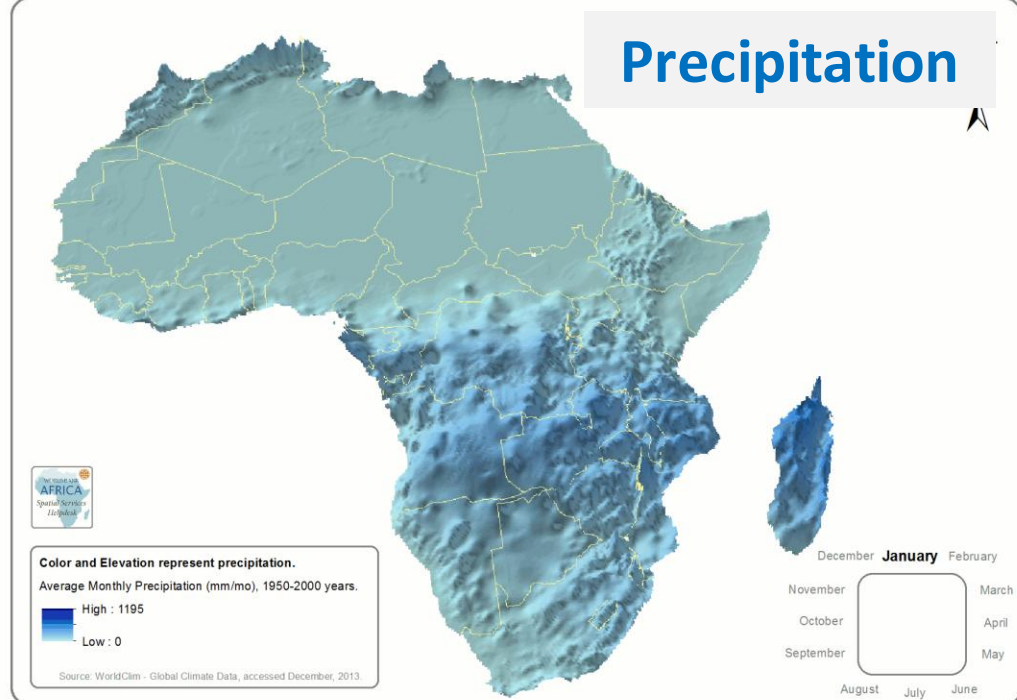 Precipitation
WORLD BANK
AFRICA
Spatial Services
Helpdesk
Color and Elevation represent precipitation.
Average Monthly Precipitation (mm/mo), 1950-2000 years.
High : 1195
Low : 0
Source: WorldClim - Global Climate Data, accessed December, 2013.
December January February
November March
October April
September May
August July June